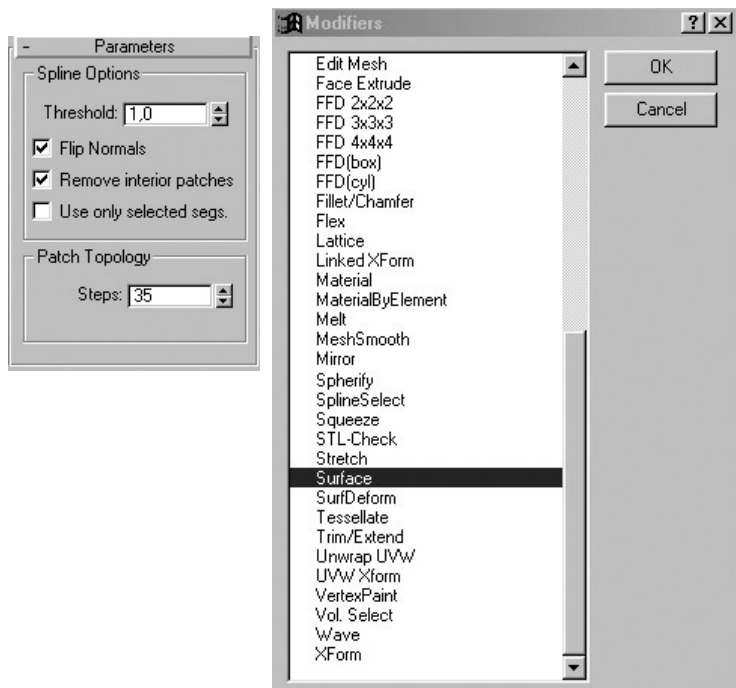 - Parameters
Spline Options
Threshold: 1,0
Flip Normals
Remove interior patches
Use only selected segs.
Patch Topology
Steps: 35
Modifiers
Edit Mesh
Face Extrude
FFD 2x2x2
FFD 3x3x3
FFD 4x4x4
FFD(box)
FFD(cyl)
Fillet/Chamfer
Flex
Lattice
Linked XForm
Material
MaterialByElement
Melt
MeshSmooth
Mirror
Spherify
SplineSelect
Squeeze
STL-Check
Stretch
Surface
SurfDeform
Tessellate
Trim/Extend
Unwrap UVW
UVW Xform
VertexPaint
Vol. Select
Wave
XForm
OK
Cancel